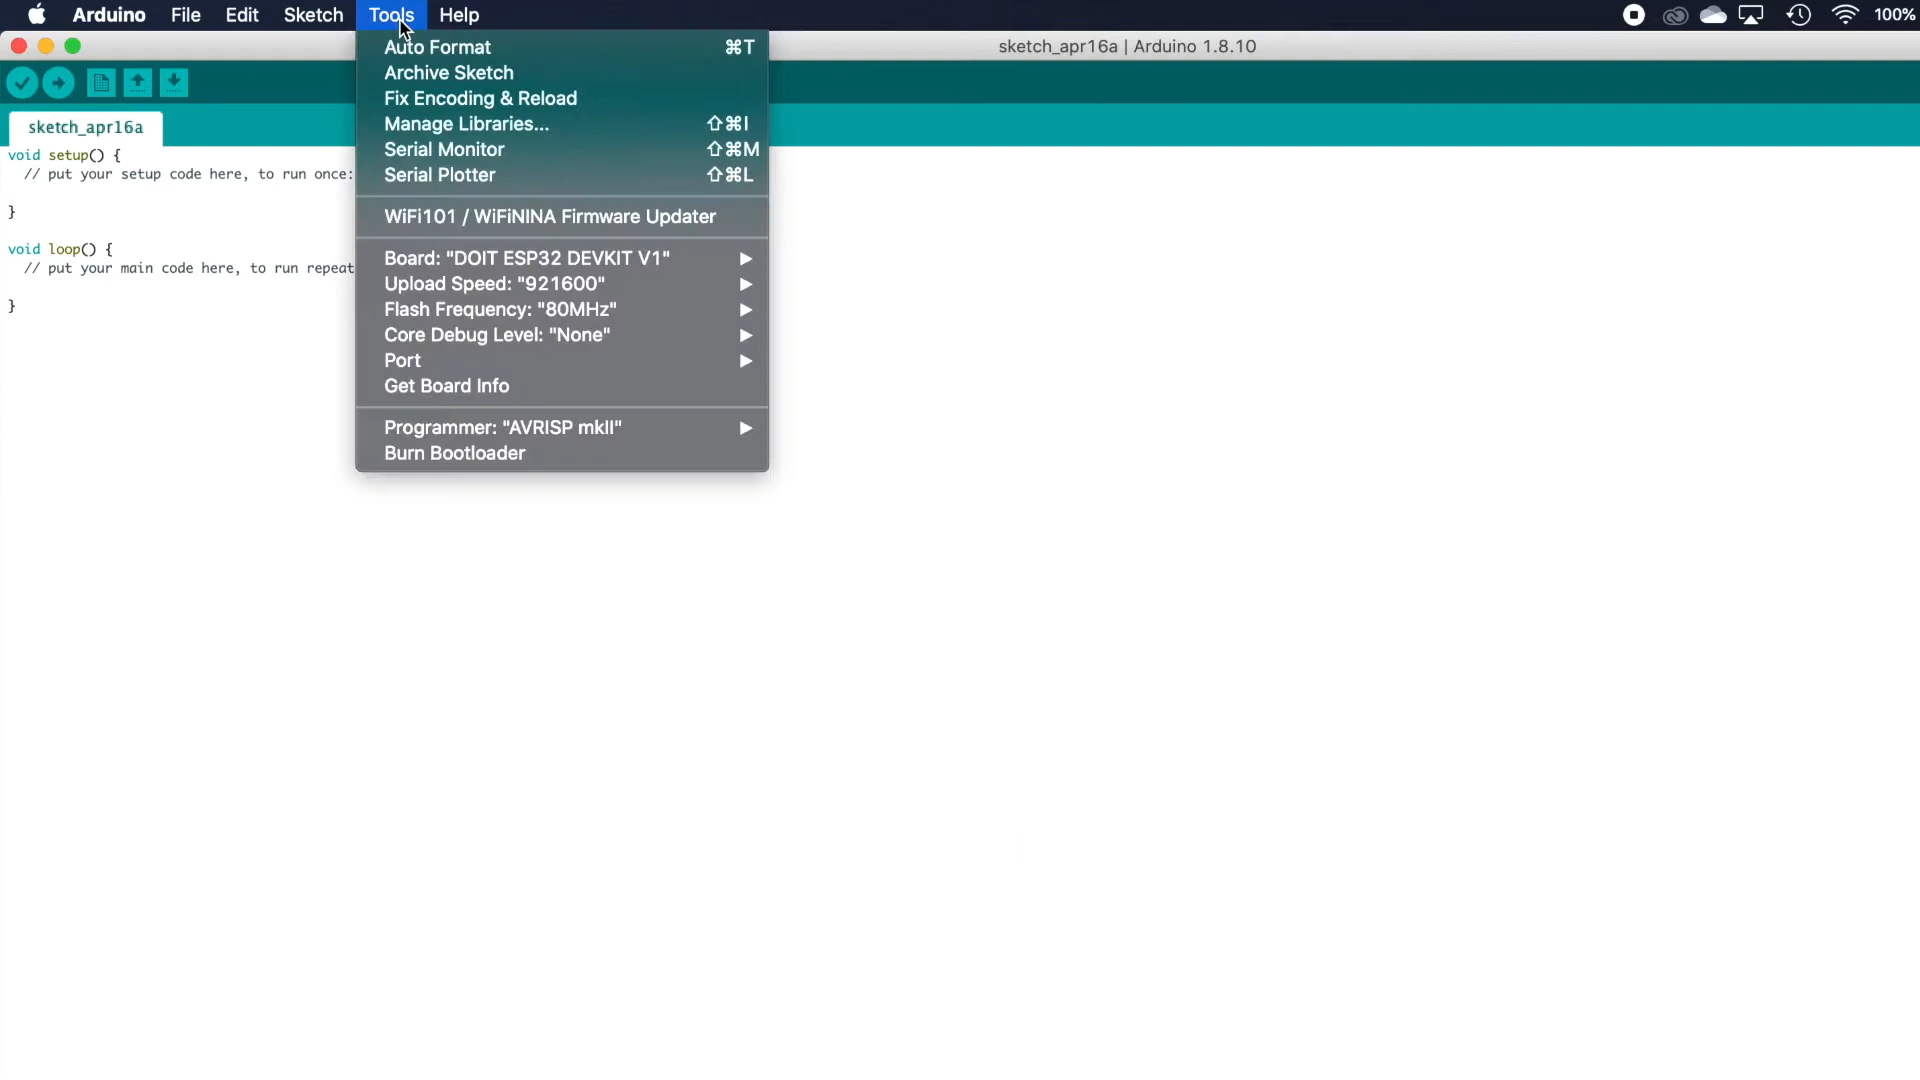 Arduino File Edit Sketch Tools Help 100%
sketch_apr16a | Arduino 1.8.10
sketch_apr16a
void setup() {
// put your setup code here, to run once:
}
void loop() {
// put your main code here, to run repeat
}
Auto Format ⌘T
Archive Sketch
Fix Encoding & Reload
Manage Libraries... ⇧⌘I
Serial Monitor ⇧⌘M
Serial Plotter ⇧⌘L
WiFi101 / WiFiNINA Firmware Updater
Board: "DOIT ESP32 DEVKIT V1"
Upload Speed: "921600"
Flash Frequency: "80MHz"
Core Debug Level: "None"
Port
Get Board Info
Programmer: "AVRISP mkII"
Burn Bootloader